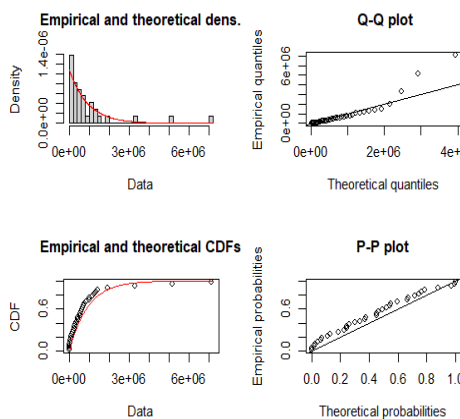 Empirical and theoretical dens.
Density
0.0e+00 1.4e-06
0e+00 3e+06 6e+06
Data
Q-Q plot
Empirical quantiles
0e+00 6e+06
0e+00 2e+06 4e+
Theoretical quantiles
Empirical and theoretical CDFs
CDF
0.0 0.6
0e+00 3e+06 6e+06
Data
P-P plot
Empirical probabilities
0.0 0.6
0.0 0.2 0.4 0.6 0.8 1.0
Theoretical probabilities